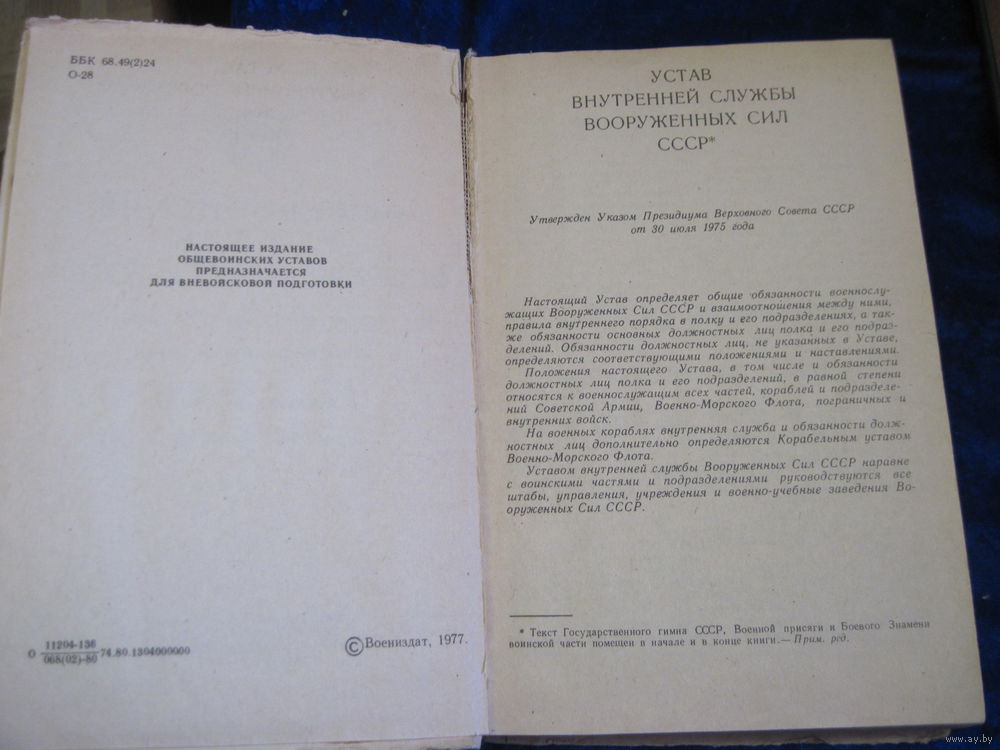 ББК 68.49(2)24
О-28
НАСТОЯЩЕЕ ИЗДАНИЕ
ОБЩЕВОИНСКИХ УСТАВОВ
ПРЕДНАЗНАЧАЕТСЯ
ДЛЯ ВНЕВОЙСКОВОЙ ПОДГОТОВКИ
О 11204-136
068(02)-80 74.80.1304000000
© Воениздат, 1977.
УСТАВ
ВНУТРЕННЕЙ СЛУЖБЫ
ВООРУЖЕННЫХ СИЛ
СССР*
Утвержден Указом Президиума Верховного Совета СССР
от 30 июля 1975 года
Настоящий Устав определяет общие обязанности военнослу-
жащих Вооруженных Сил СССР и взаимоотношения между ними,
правила внутреннего порядка в полку и его подразделениях, а так-
же обязанности основных должностных лиц полка и его подраз-
делений. Обязанности должностных лиц, не указанных в Уставе,
определяются соответствующими положениями и наставлениями.
Положения настоящего Устава, в том числе и обязанности
должностных лиц полка и его подразделений, в равной степени
относятся к военнослужащим всех частей, кораблей и подразделе-
ний Советской Армии, Военно-Морского Флота, пограничных и
внутренних войск.
На военных кораблях внутренняя служба и обязанности долж-
ностных лиц дополнительно определяются Корабельным уставом
Военно-Морского Флота.
Уставом внутренней службы Вооруженных Сил СССР наравне
с воинскими частями и подразделениями руководствуются все
штабы, управления, учреждения и военно-учебные заведения Во-
оруженных Сил СССР.
* Текст Государственного гимна СССР, Военной присяги и Боевого Знамени
воинской части помещен в начале и в конце книги.— Прим. ред.
www.ay.by